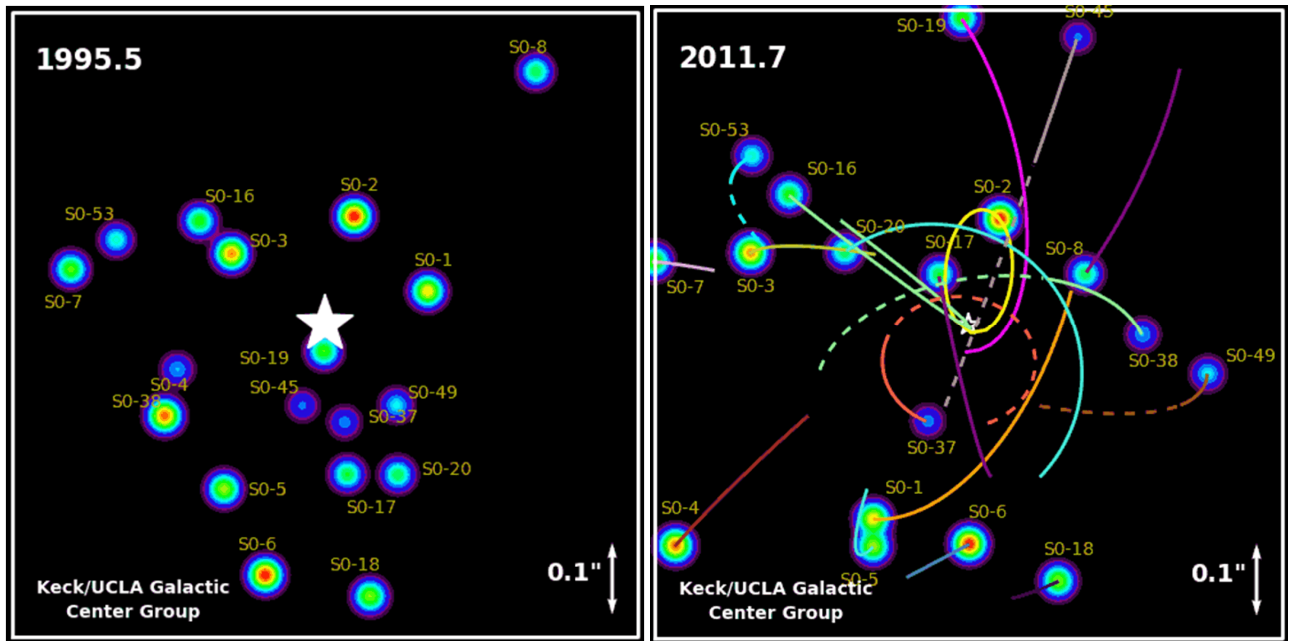 1995.5
S0-8
S0-16
S0-2
S0-53
S0-3
S0-1
S0-7
S0-19
S0-4
S0-38
S0-45
S0-49
S0-37
S0-5
S0-20
S0-17
S0-6
S0-18
0.1"
Keck/UCLA Galactic
Center Group
2011.7
S0-19
S0-45
S0-53
S0-16
S0-2
S0-20
S0-17
S0-8
S0-7
S0-3
S0-38
S0-49
S0-37
S0-1
S0-4
S0-6
S0-18
S0-5
0.1"
Keck/UCLA Galactic
Center Group